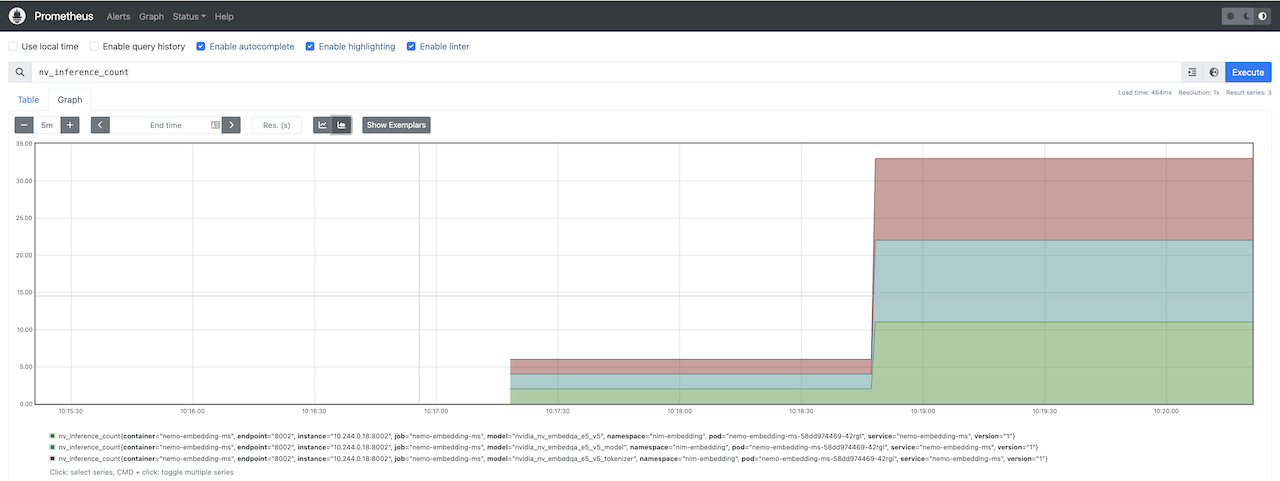 Prometheus Alerts Graph Status Help
Use local time Enable query history Enable autocomplete Enable highlighting Enable linter
nv_inference_count Execute
Load time: 464ms Resolution: 1s Result series: 3
Table Graph
− 5m + End time Res. (s) Show Exemplars
35.00
30.00
25.00
20.00
15.00
10.00
5.00
0.00
10:15:30 10:16:00 10:16:30 10:17:00 10:17:30 10:18:00 10:18:30 10:19:00 10:19:30 10:20:00
nv_inference_count{container="nemo-embedding-ms", endpoint="8002", instance="10.244.0.18:8002", job="nemo-embedding-ms", model="nvidia_nv_embedqa_e5_v5", namespace="nim-embedding", pod="nemo-embedding-ms-58dd974469-42rgl", service="nemo-embedding-ms", version="1"}
nv_inference_count{container="nemo-embedding-ms", endpoint="8002", instance="10.244.0.18:8002", job="nemo-embedding-ms", model="nvidia_nv_embedqa_e5_v5_model", namespace="nim-embedding", pod="nemo-embedding-ms-58dd974469-42rgl", service="nemo-embedding-ms", version="1"}
nv_inference_count{container="nemo-embedding-ms", endpoint="8002", instance="10.244.0.18:8002", job="nemo-embedding-ms", model="nvidia_nv_embedqa_e5_v5_tokenizer", namespace="nim-embedding", pod="nemo-embedding-ms-58dd974469-42rgl", service="nemo-embedding-ms", version="1"}
Click: select series, CMD + click: toggle multiple series